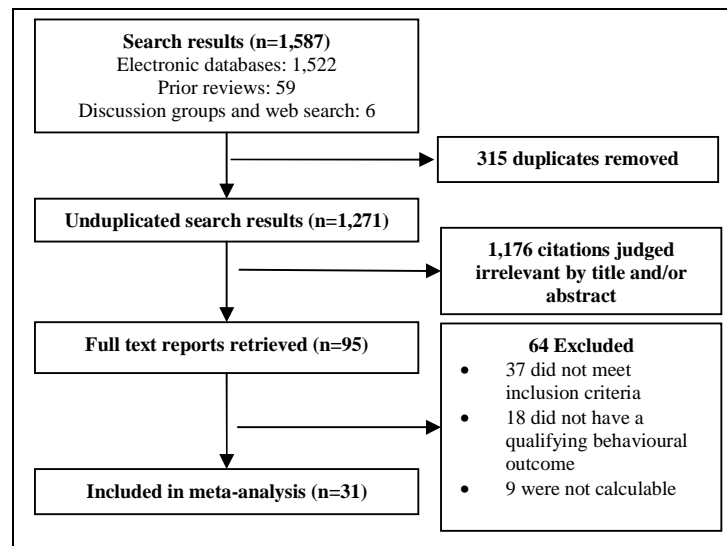 Search results (n=1,587)
Electronic databases: 1,522
Prior reviews: 59
Discussion groups and web search: 6
315 duplicates removed
Unduplicated search results (n=1,271)
1,176 citations judged
irrelevant by title and/or
abstract
Full text reports retrieved (n=95)
64 Excluded
• 37 did not meet
inclusion criteria
• 18 did not have a
qualifying behavioural
outcome
• 9 were not calculable
Included in meta-analysis (n=31)